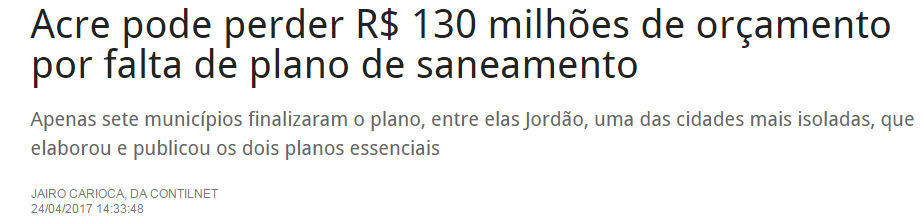 Acre pode perder R$ 130 milhões de orçamento
por falta de plano de saneamento
Apenas sete municípios finalizaram o plano, entre elas Jordão, uma das cidades mais isoladas, que
elaborou e publicou os dois planos essenciais
JAIRO CARIOCA, DA CONTILNET
24/04/2017 14:33:48